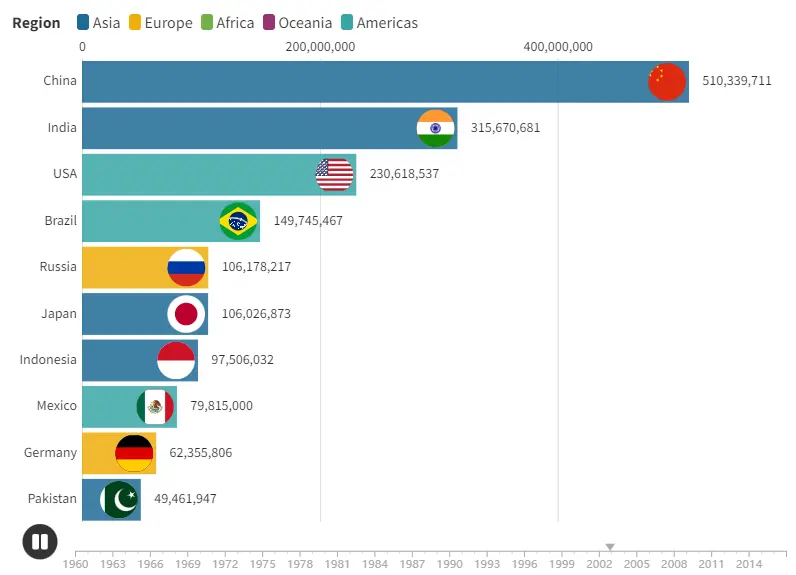 Region Asia Europe Africa Oceania Americas
0 200,000,000 400,000,000
China 510,339,711
India 315,670,681
USA 230,618,537
Brazil 149,745,467
Russia 106,178,217
Japan 106,026,873
Indonesia 97,506,032
Mexico 79,815,000
Germany 62,355,806
Pakistan 49,461,947
1960 1963 1966 1969 1972 1975 1978 1981 1984 1987 1990 1993 1996 1999 2002 2005 2008 2011 2014